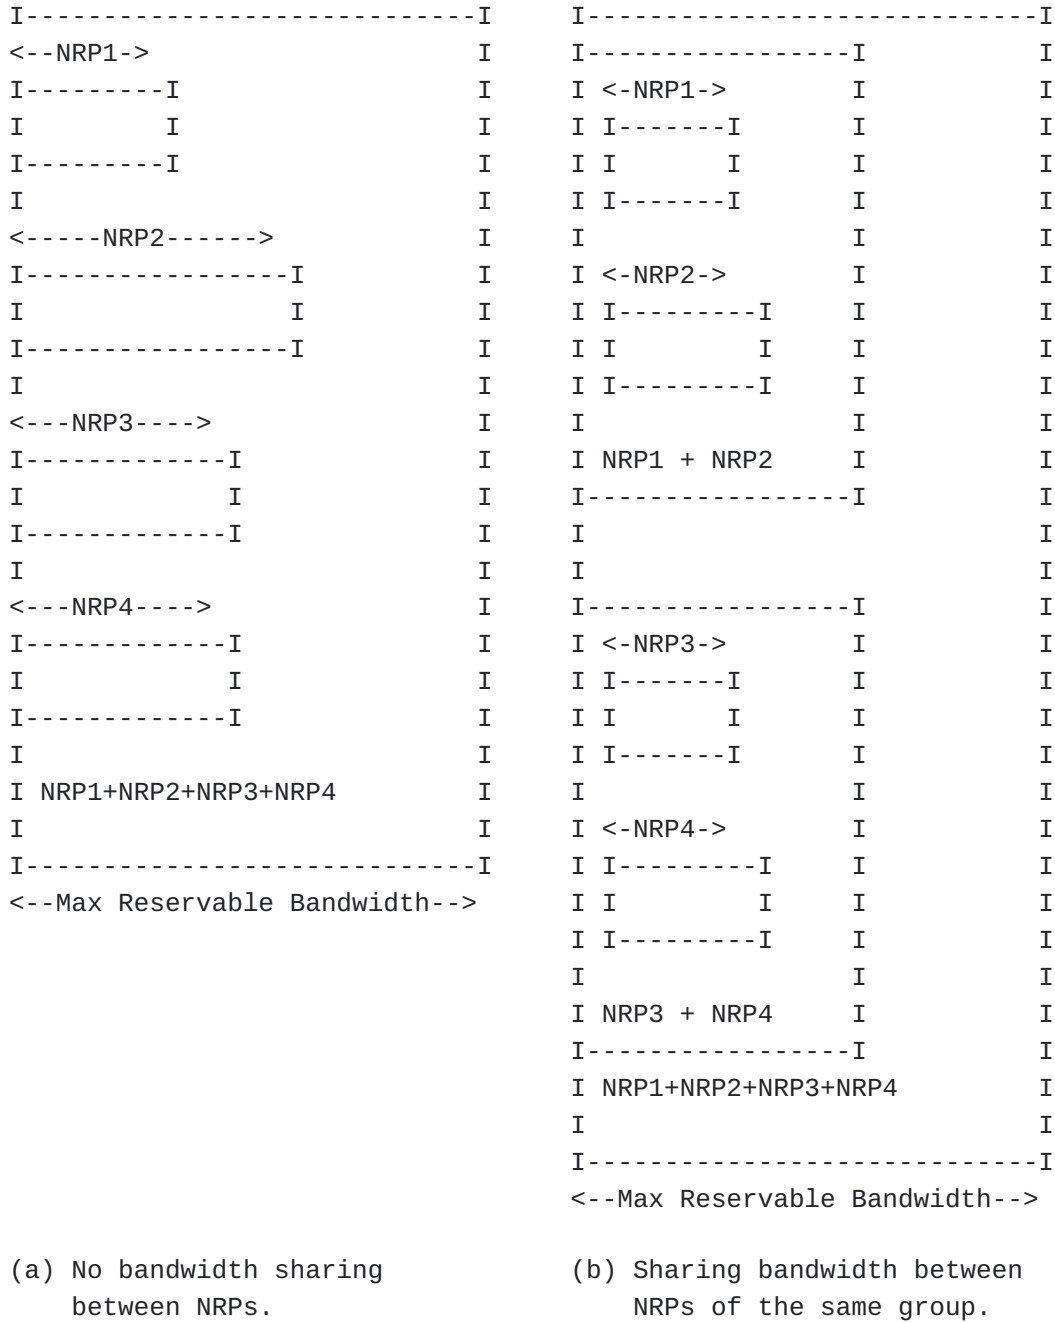 I-----------------------------I     I-----------------------------I
<--NRP1->                     I     I-----------------I           I
I---------I                   I     I <-NRP1->        I           I
I         I                   I     I I-------I       I           I
I---------I                   I     I I       I       I           I
I                             I     I I-------I       I           I
<-----NRP2------>             I     I                 I           I
I-----------------I           I     I <-NRP2->        I           I
I                 I           I     I I---------I     I           I
I-----------------I           I     I I         I     I           I
I                             I     I I---------I     I           I
<---NRP3---->                 I     I                 I           I
I-------------I               I     I NRP1 + NRP2     I           I
I             I               I     I-----------------I           I
I-------------I               I     I                             I
I                             I     I                             I
<---NRP4---->                 I     I-----------------I           I
I-------------I               I     I <-NRP3->        I           I
I             I               I     I I-------I       I           I
I-------------I               I     I I       I       I           I
I                             I     I I-------I       I           I
I NRP1+NRP2+NRP3+NRP4         I     I                 I           I
I                             I     I <-NRP4->        I           I
I-----------------------------I     I I---------I     I           I
<--Max Reservable Bandwidth-->      I I         I     I           I
                                    I I---------I     I           I
                                    I                 I           I
                                    I NRP3 + NRP4     I           I
                                    I-----------------I           I
                                    I NRP1+NRP2+NRP3+NRP4         I
                                    I                             I
                                    I-----------------------------I
                                    <--Max Reservable Bandwidth-->

(a) No bandwidth sharing            (b) Sharing bandwidth between
    between NRPs.                       NRPs of the same group.